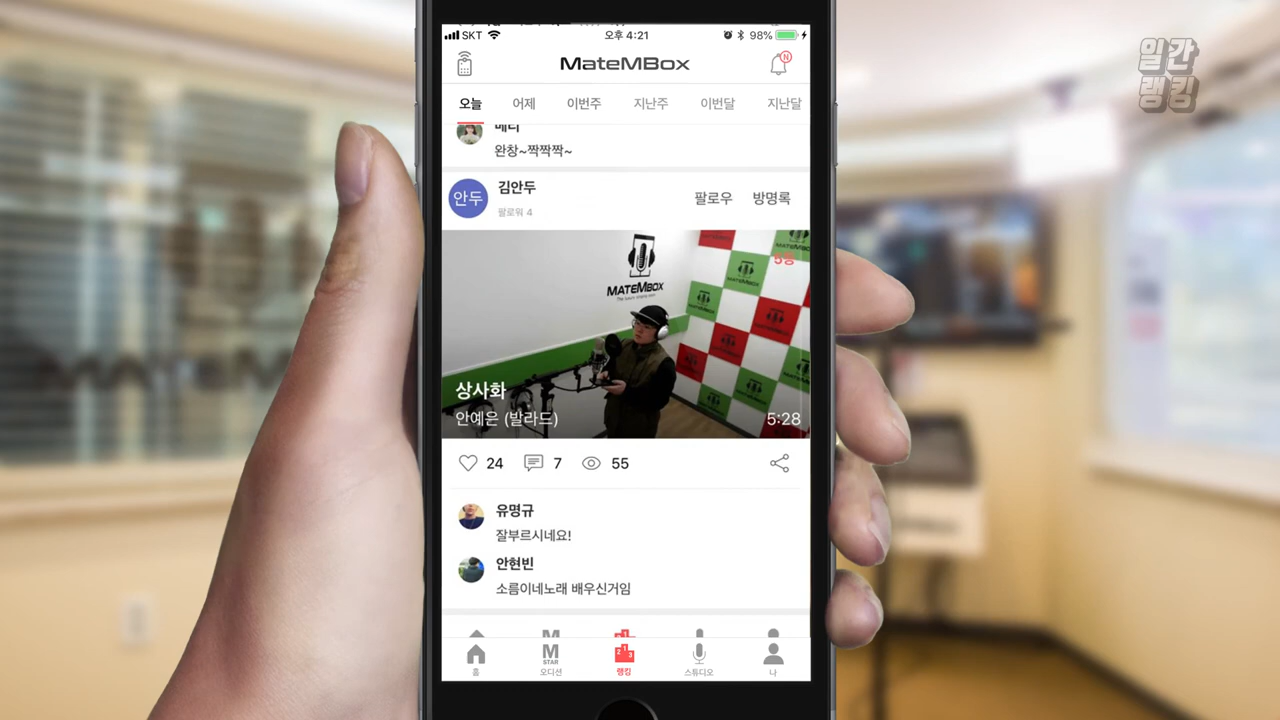 SKT 오후 4:21 98%
MateMBox N
일간
랭킹
오늘 어제 이번주 지난주 이번달 지난달
완창~짝짝짝~
안두 김안두 팔로우 방명록
팔로워 4
5등
MATEMBOX
상사화
안예은 (발라드) 5:28
24 7 55
유명규
잘부르시네요!
안현빈
소름이네노래 배우신거임
M
STAR
1 2 3
홈 오디션 랭킹 스튜디오 나